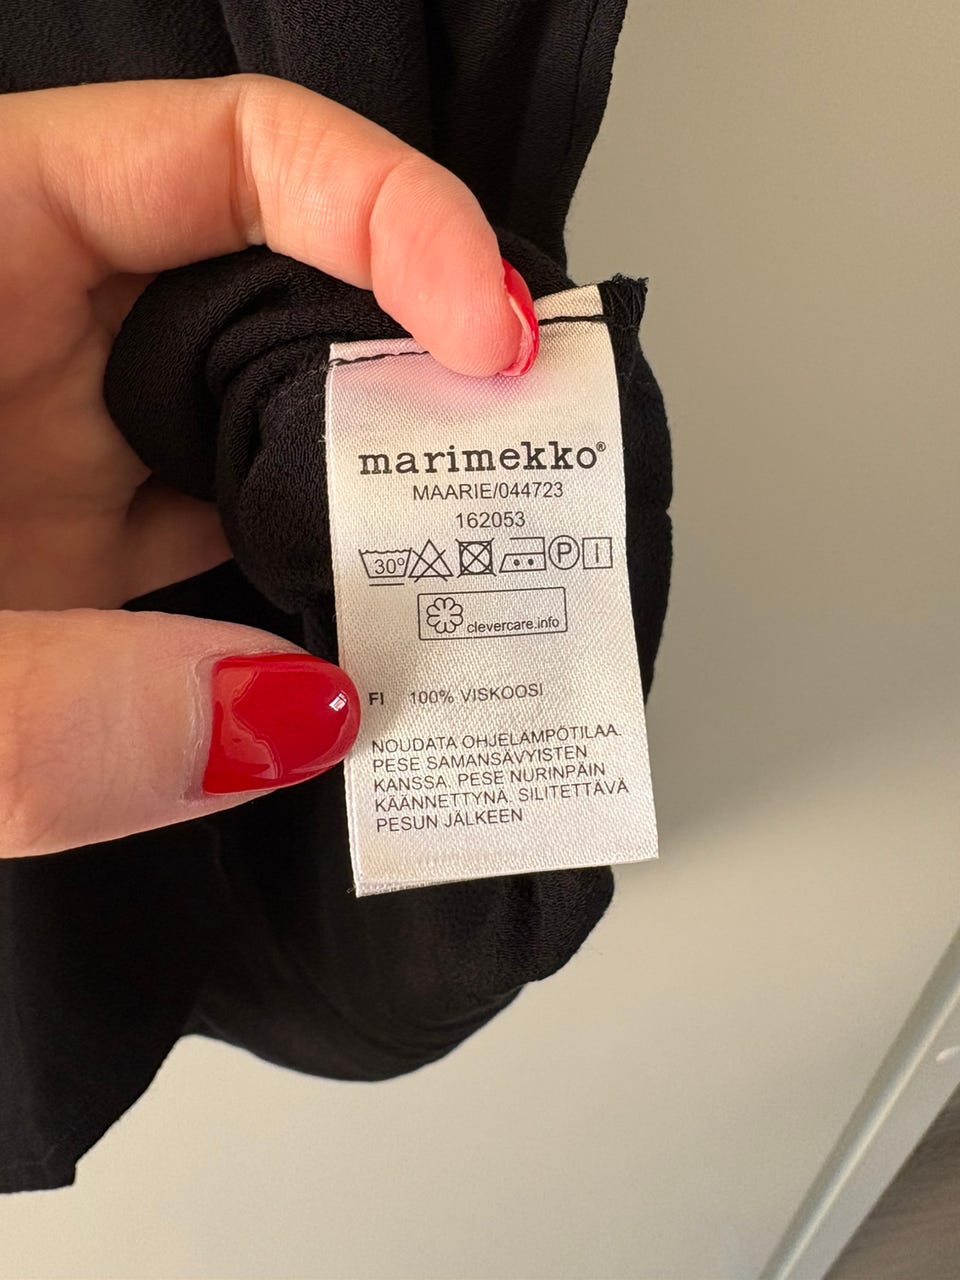 marimekko®
MAARIE/044723
162053
30° P
clevercare.info
FI 100% VISKOOSI
NOUDATA OHJELÄMPÖTILAA.
PESE SAMANSÄVYISTEN
KANSSA. PESE NURINPÄIN
KÄÄNNETTYNÄ. SILITETTÄVÄ
PESUN JÄLKEEN